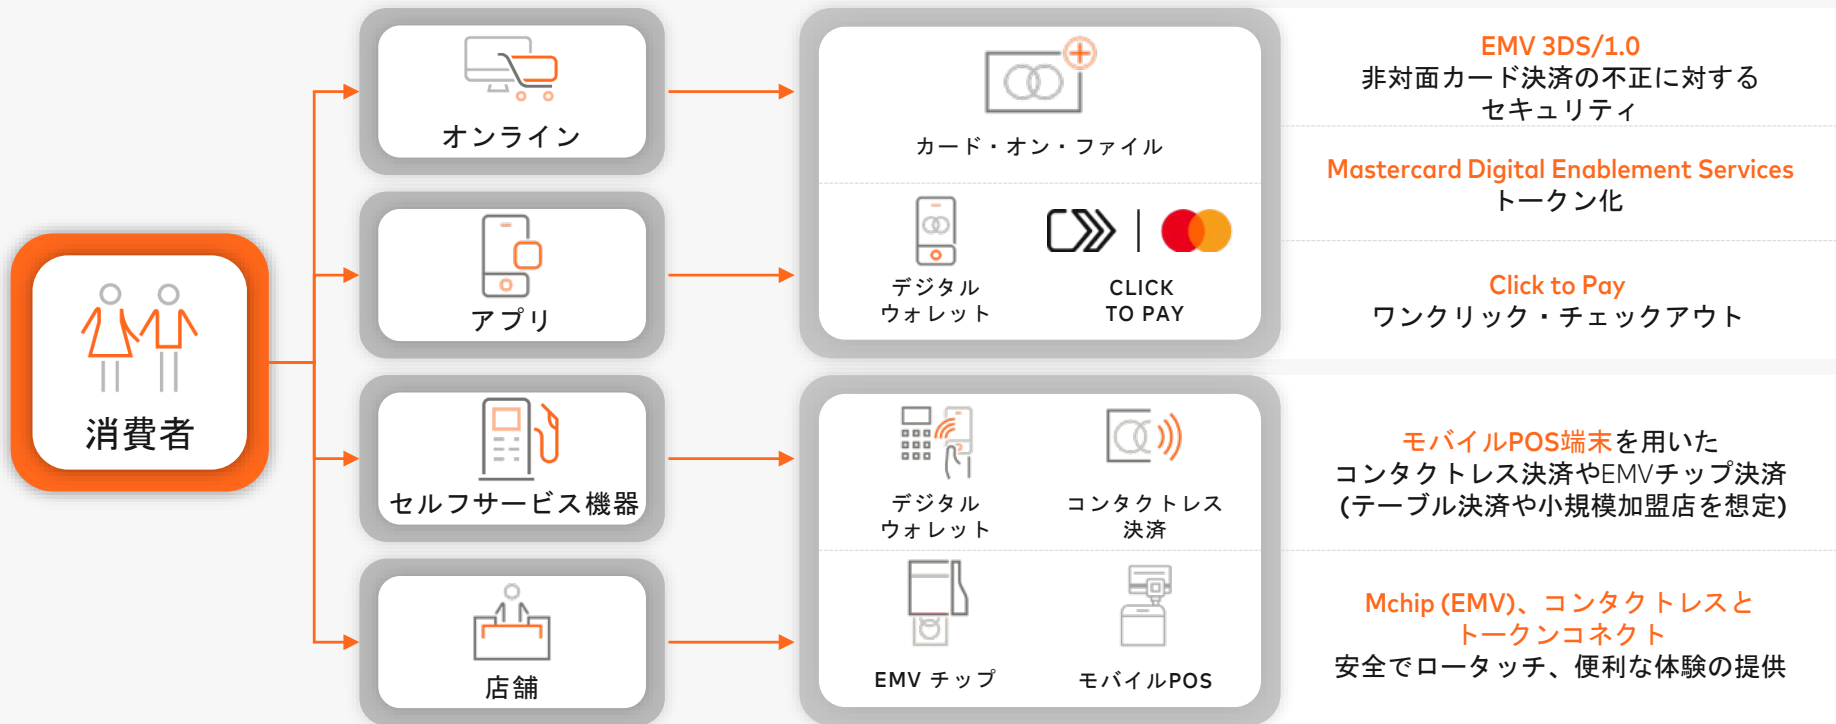 消費者
オンライン
アプリ
セルフサービス機器
店舗
カード・オン・ファイル
デジタル
ウォレット
CLICK
TO PAY
デジタル
ウォレット
コンタクトレス
決済
EMV チップ
モバイルPOS
EMV 3DS/1.0
非対面カード決済の不正に対する
セキュリティ
Mastercard Digital Enablement Services
トークン化
Click to Pay
ワンクリック・チェックアウト
モバイルPOS端末を用いた
コンタクトレス決済やEMVチップ決済
(テーブル決済や小規模加盟店を想定)
Mchip (EMV)、コンタクトレスと
トークンコネクト
安全でロータッチ、便利な体験の提供